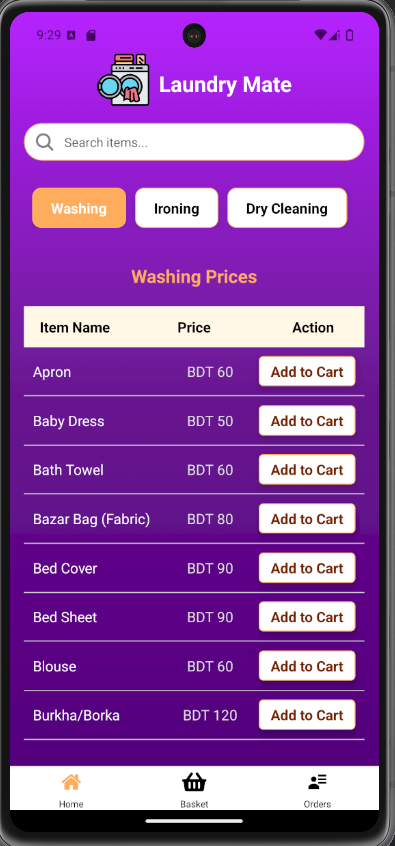 9:29 A
Laundry Mate
Search items...
Washing Ironing Dry Cleaning
Washing Prices
Item Name Price Action
Apron BDT 60 Add to Cart
Baby Dress BDT 50 Add to Cart
Bath Towel BDT 60 Add to Cart
Bazar Bag (Fabric) BDT 80 Add to Cart
Bed Cover BDT 90 Add to Cart
Bed Sheet BDT 90 Add to Cart
Blouse BDT 60 Add to Cart
Burkha/Borka BDT 120 Add to Cart
Home Basket Orders